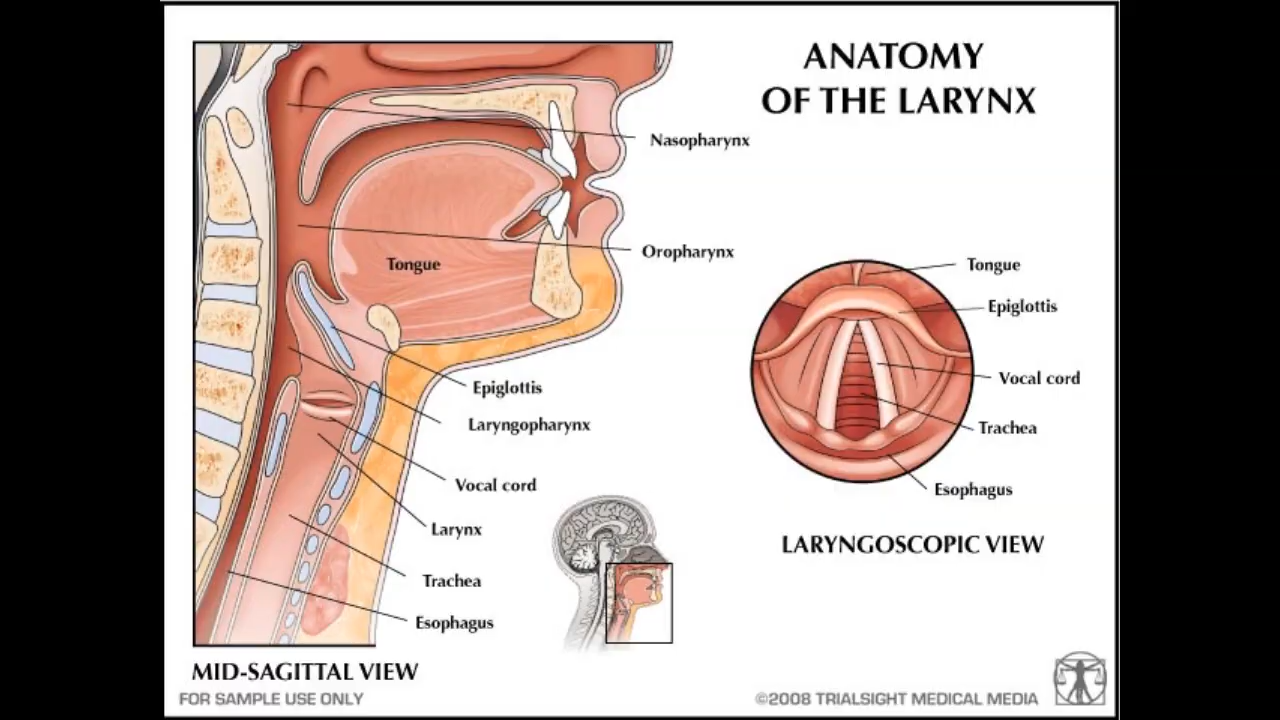 ANATOMY
OF THE LARYNX
Nasopharynx
Oropharynx
Tongue
Epiglottis
Laryngopharynx
Vocal cord
Larynx
Trachea
Esophagus
MID-SAGITTAL VIEW
Tongue
Epiglottis
Vocal cord
Trachea
Esophagus
LARYNGOSCOPIC VIEW
FOR SAMPLE USE ONLY
©2008 TRIALSIGHT MEDICAL MEDIA